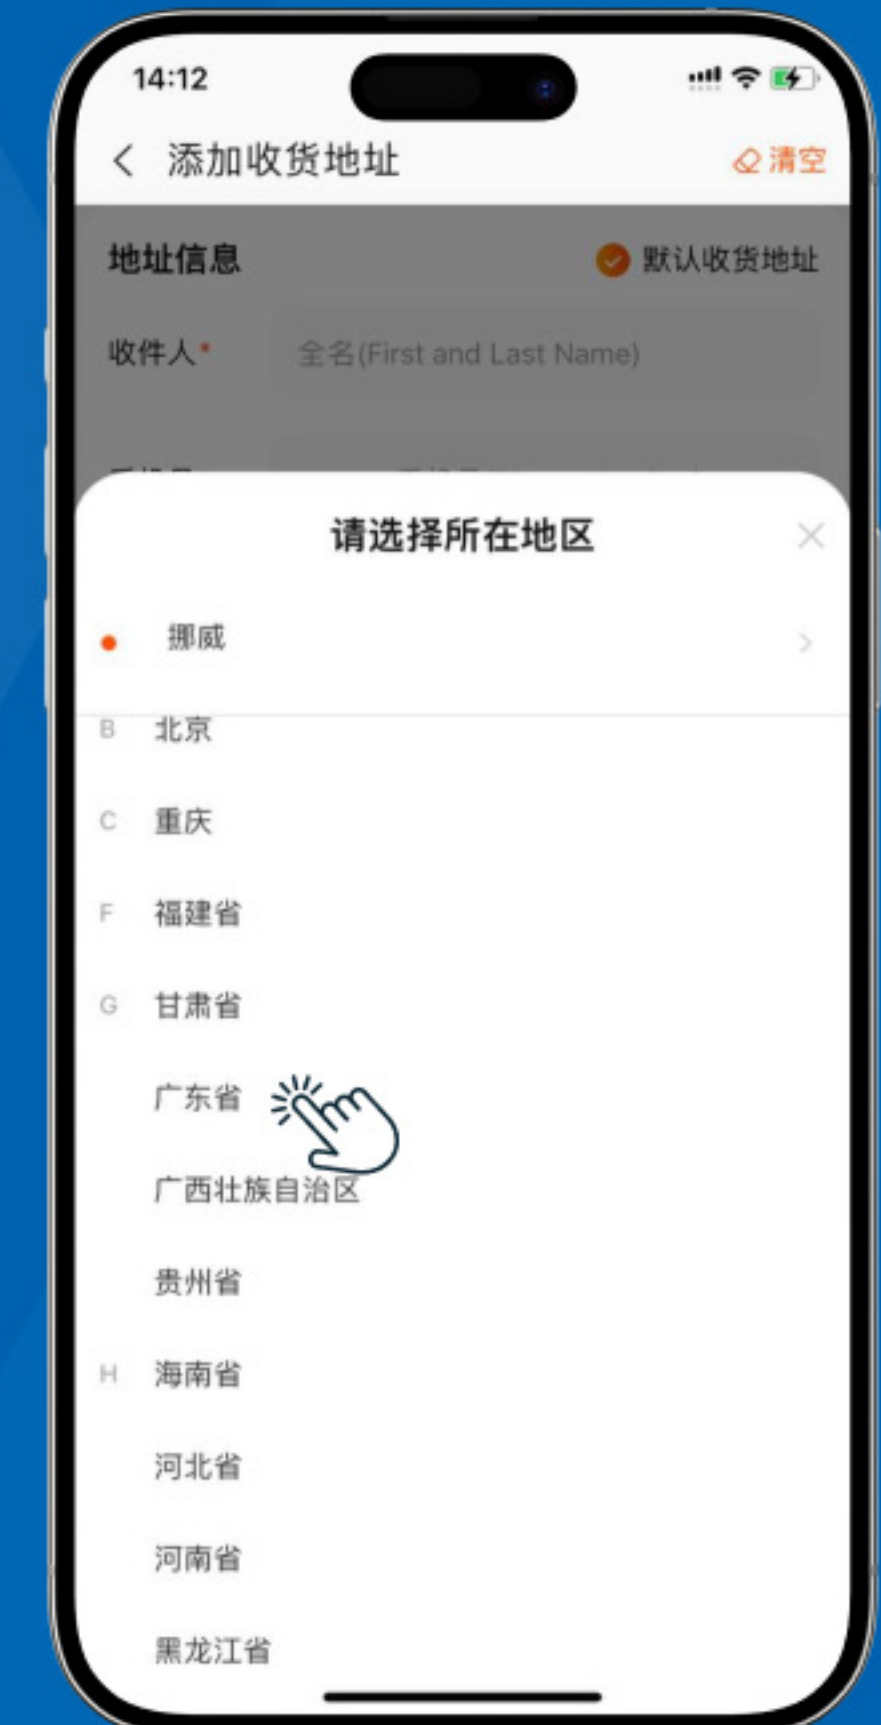 14:12
添加收货地址
清空
地址信息
默认收货地址
收件人*
全名(First and Last Name)
请选择所在地区
挪威
B 北京
C 重庆
F 福建省
G 甘肃省
广东省
广西壮族自治区
贵州省
H 海南省
河北省
河南省
黑龙江省